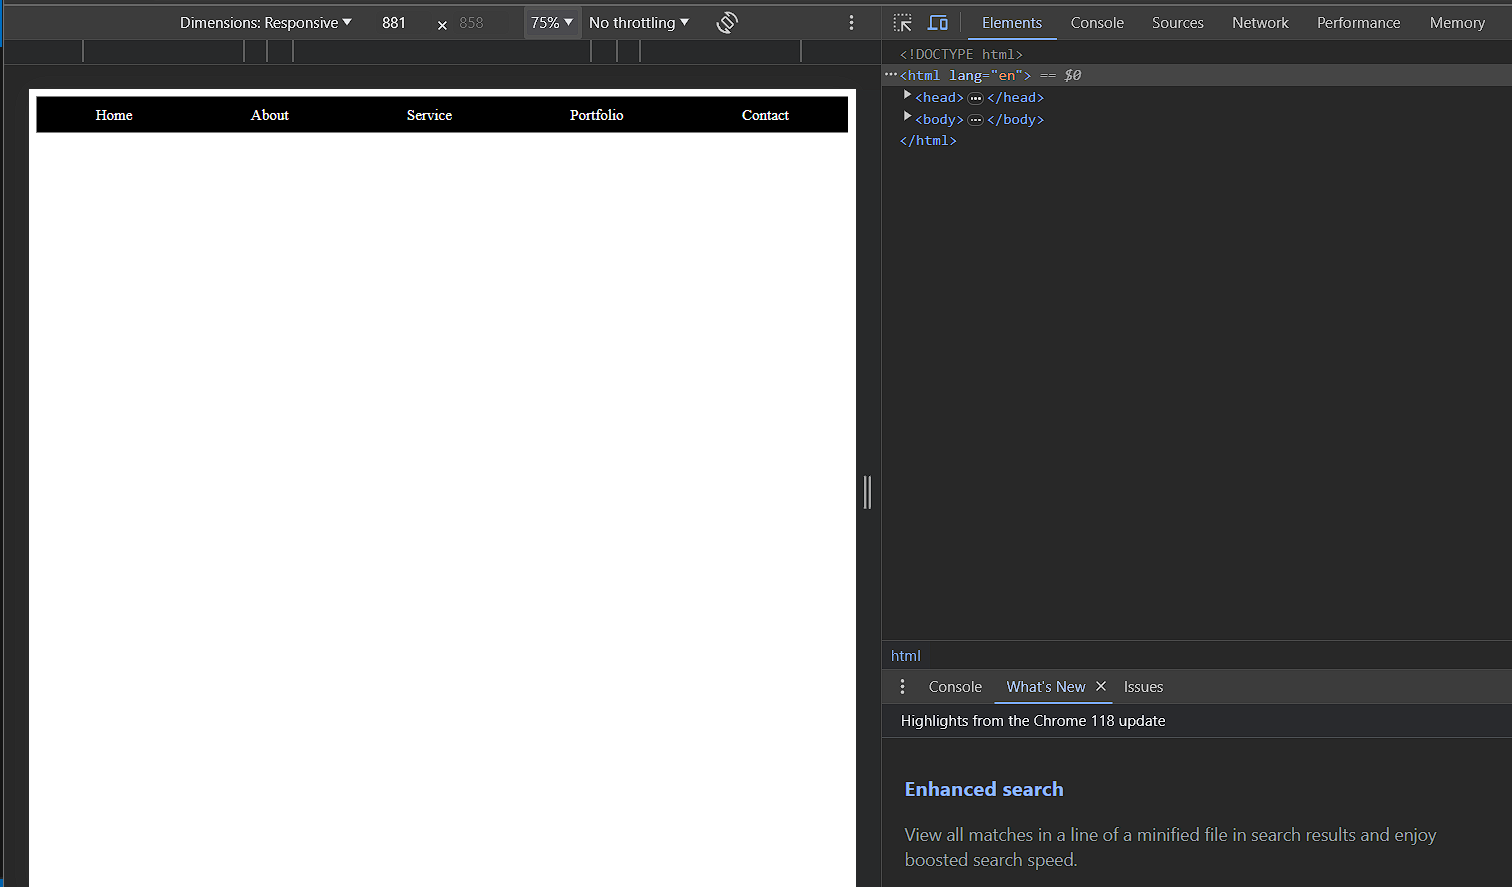 Dimensions: Responsive ▼ 881 × 858 75% ▼ No throttling ▼
Elements Console Sources Network Performance Memory
Home About Service Portfolio Contact
<!DOCTYPE html>
<html lang="en"> == $0
<head> … </head>
<body> … </body>
</html>
html
Console What's New × Issues
Highlights from the Chrome 118 update
Enhanced search
View all matches in a line of a minified file in search results and enjoy
boosted search speed.